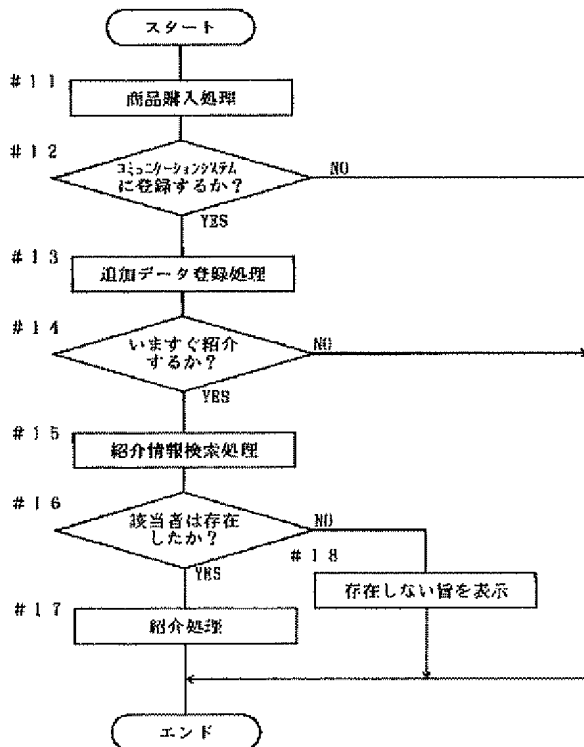 スタート
#11
商品購入処理
#12
コミュニケーションシステム
に登録するか?
NO
YES
#13
追加データ登録処理
#14
いますぐ紹介
するか?
NO
YES
#15
紹介情報検索処理
#16
該当者は存在
したか?
NO
YES
#18
存在しない旨を表示
#17
紹介処理
エンド